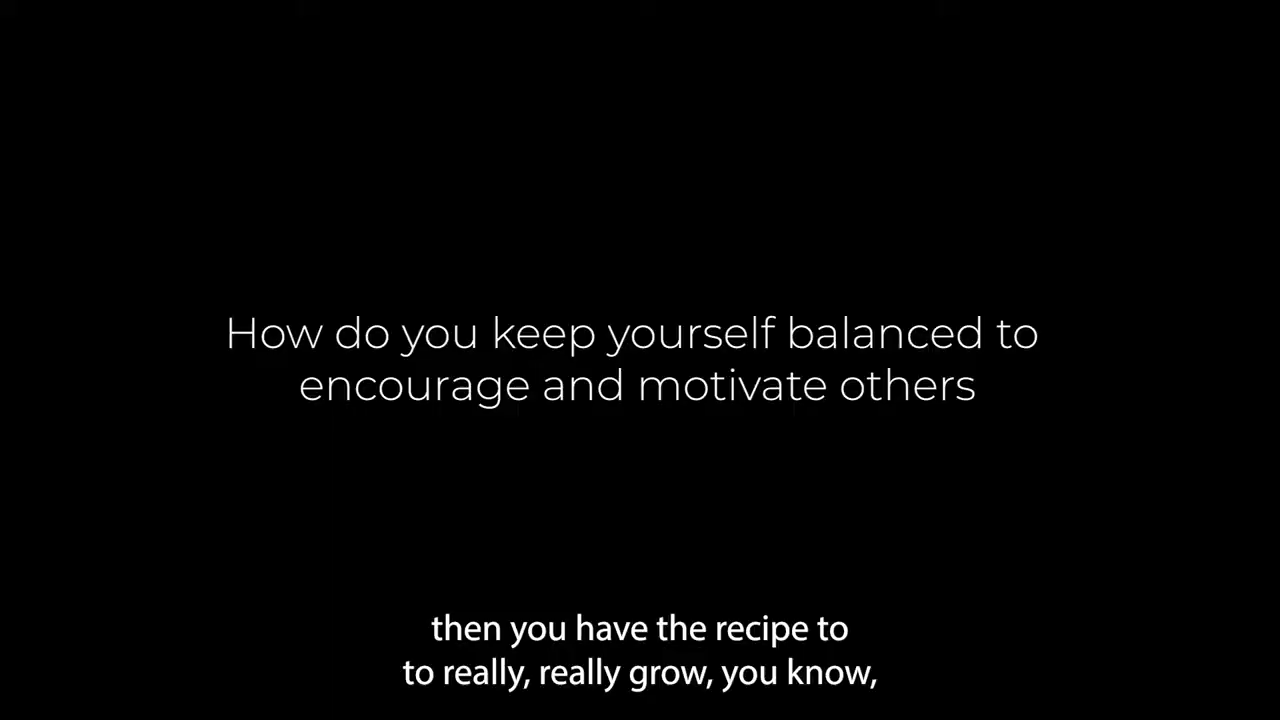 How do you keep yourself balanced to
encourage and motivate others
then you have the recipe to
to really, really grow, you know,